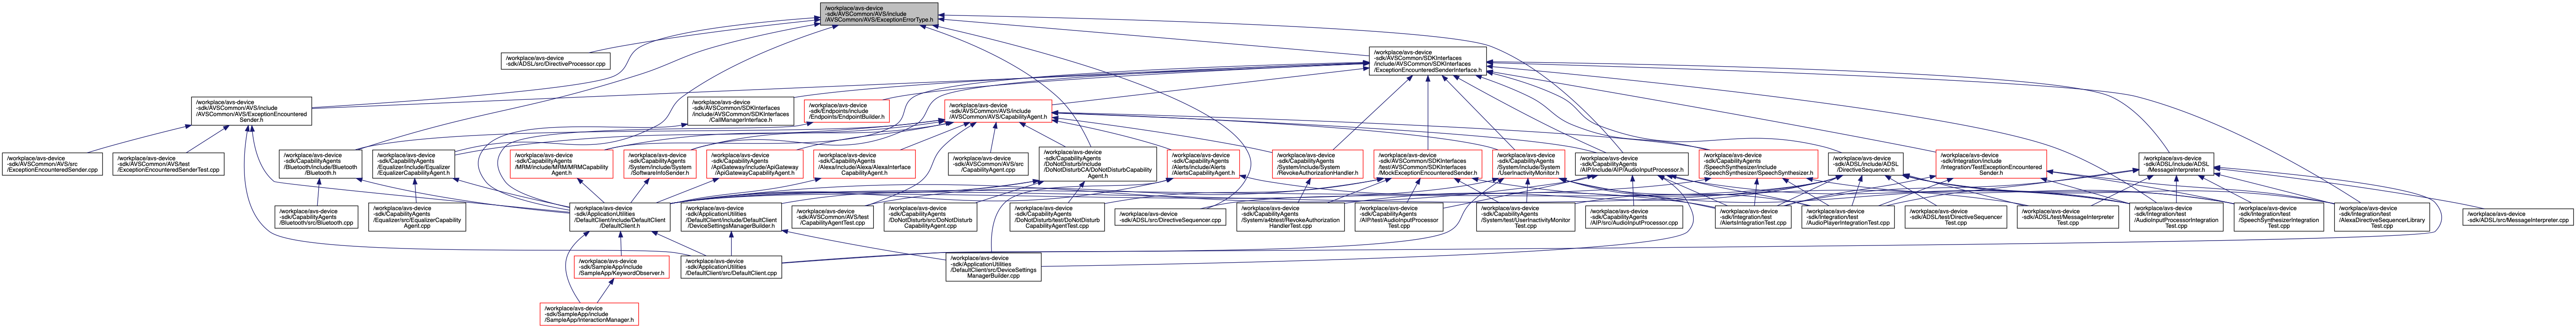 /workplace/avs-device
-sdk/AVSCommon/AVS/include
/AVSCommon/AVS/ExceptionErrorType.h
/workplace/avs-device
-sdk/ADSL/src/DirectiveProcessor.cpp
/workplace/avs-device
-sdk/AVSCommon/SDKInterfaces
/include/AVSCommon/SDKInterfaces
/ExceptionEncounteredSenderInterface.h
/workplace/avs-device
-sdk/AVSCommon/AVS/include
/AVSCommon/AVS/ExceptionEncountered
Sender.h
/workplace/avs-device
-sdk/AVSCommon/SDKInterfaces
/include/AVSCommon/SDKInterfaces
/CallManagerInterface.h
/workplace/avs-device
-sdk/Endpoints/include
/Endpoints/EndpointBuilder.h
/workplace/avs-device
-sdk/AVSCommon/AVS/include
/AVSCommon/AVS/CapabilityAgent.h
/workplace/avs-device
-sdk/AVSCommon/AVS/src
/ExceptionEncounteredSender.cpp
/workplace/avs-device
-sdk/AVSCommon/AVS/test
/ExceptionEncounteredSenderTest.cpp
/workplace/avs-device
-sdk/CapabilityAgents
/Bluetooth/include/Bluetooth
/Bluetooth.h
/workplace/avs-device
-sdk/CapabilityAgents
/Equalizer/include/Equalizer
/EqualizerCapabilityAgent.h
/workplace/avs-device
-sdk/CapabilityAgents
/MRM/include/MRM/MRMCapability
Agent.h
/workplace/avs-device
-sdk/CapabilityAgents
/System/include/System
/SoftwareInfoSender.h
/workplace/avs-device
-sdk/CapabilityAgents
/ApiGateway/include/ApiGateway
/ApiGatewayCapabilityAgent.h
/workplace/avs-device
-sdk/CapabilityAgents
/Alexa/include/Alexa/AlexaInterface
CapabilityAgent.h
/workplace/avs-device
-sdk/AVSCommon/AVS/src
/CapabilityAgent.cpp
/workplace/avs-device
-sdk/CapabilityAgents
/DoNotDisturb/include
/DoNotDisturbCA/DoNotDisturbCapability
Agent.h
/workplace/avs-device
-sdk/CapabilityAgents
/Alerts/include/Alerts
/AlertsCapabilityAgent.h
/workplace/avs-device
-sdk/CapabilityAgents
/System/include/System
/RevokeAuthorizationHandler.h
/workplace/avs-device
-sdk/AVSCommon/SDKInterfaces
/test/AVSCommon/SDKInterfaces
/MockExceptionEncounteredSender.h
/workplace/avs-device
-sdk/CapabilityAgents
/System/include/System
/UserInactivityMonitor.h
/workplace/avs-device
-sdk/CapabilityAgents
/AIP/include/AIP/AudioInputProcessor.h
/workplace/avs-device
-sdk/CapabilityAgents
/SpeechSynthesizer/include
/SpeechSynthesizer/SpeechSynthesizer.h
/workplace/avs-device
-sdk/ADSL/include/ADSL
/DirectiveSequencer.h
/workplace/avs-device
-sdk/Integration/include
/Integration/TestExceptionEncountered
Sender.h
/workplace/avs-device
-sdk/ADSL/include/ADSL
/MessageInterpreter.h
/workplace/avs-device
-sdk/CapabilityAgents
/Bluetooth/src/Bluetooth.cpp
/workplace/avs-device
-sdk/CapabilityAgents
/Equalizer/src/EqualizerCapability
Agent.cpp
/workplace/avs-device
-sdk/ApplicationUtilities
/DefaultClient/include/DefaultClient
/DefaultClient.h
/workplace/avs-device
-sdk/ApplicationUtilities
/DefaultClient/include/DefaultClient
/DeviceSettingsManagerBuilder.h
/workplace/avs-device
-sdk/AVSCommon/AVS/test
/CapabilityAgentTest.cpp
/workplace/avs-device
-sdk/CapabilityAgents
/DoNotDisturb/src/DoNotDisturb
CapabilityAgent.cpp
/workplace/avs-device
-sdk/CapabilityAgents
/DoNotDisturb/test/DoNotDisturb
CapabilityAgentTest.cpp
/workplace/avs-device
-sdk/ADSL/src/DirectiveSequencer.cpp
/workplace/avs-device
-sdk/CapabilityAgents
/System/a4btest/RevokeAuthorization
HandlerTest.cpp
/workplace/avs-device
-sdk/CapabilityAgents
/AIP/test/AudioInputProcessor
Test.cpp
/workplace/avs-device
-sdk/CapabilityAgents
/System/test/UserInactivityMonitor
Test.cpp
/workplace/avs-device
-sdk/CapabilityAgents
/AIP/src/AudioInputProcessor.cpp
/workplace/avs-device
-sdk/Integration/test
/AlertsIntegrationTest.cpp
/workplace/avs-device
-sdk/Integration/test
/AudioPlayerIntegrationTest.cpp
/workplace/avs-device
-sdk/ADSL/test/DirectiveSequencer
Test.cpp
/workplace/avs-device
-sdk/ADSL/test/MessageInterpreter
Test.cpp
/workplace/avs-device
-sdk/Integration/test
/AudioInputProcessorIntegration
Test.cpp
/workplace/avs-device
-sdk/Integration/test
/SpeechSynthesizerIntegration
Test.cpp
/workplace/avs-device
-sdk/Integration/test
/AlexaDirectiveSequencerLibrary
Test.cpp
/workplace/avs-device
-sdk/ADSL/src/MessageInterpreter.cpp
/workplace/avs-device
-sdk/SampleApp/include
/SampleApp/KeywordObserver.h
/workplace/avs-device
-sdk/ApplicationUtilities
/DefaultClient/src/DefaultClient.cpp
/workplace/avs-device
-sdk/ApplicationUtilities
/DefaultClient/src/DeviceSettings
ManagerBuilder.cpp
/workplace/avs-device
-sdk/SampleApp/include
/SampleApp/InteractionManager.h